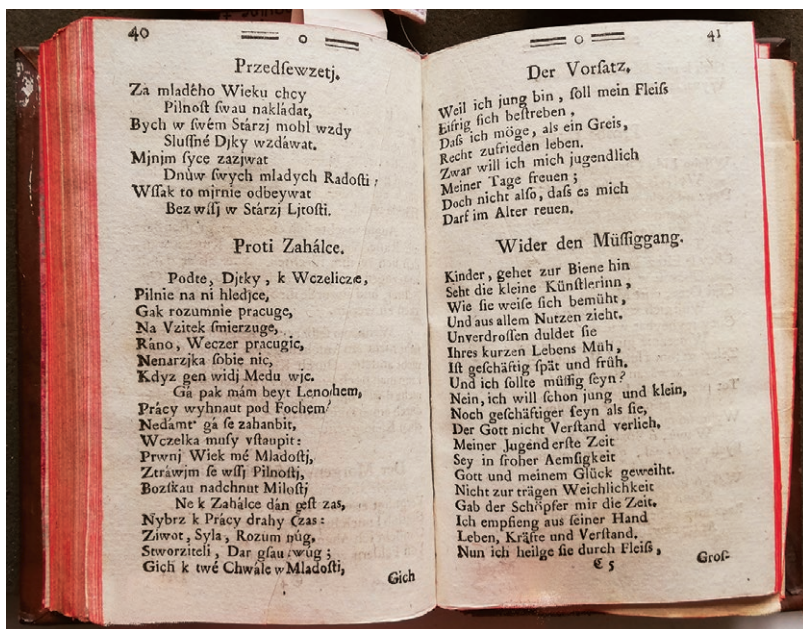 40
Przedſewzetj.
Za mladého Wieku chcy
Pilnoſt ſwau nakládat,
Bych w ſwém Stárzj mohl wzdy
Sluſſné Djky wzdáwat.
Mjnjm ſyce zazjwat
Dnůw ſwych mladych Radoſti;
Wſſak to mjrnie odbeywat
Bez wſſj w Stárzj Ljtoſti.
Proti Zahálce.
Podte, Djtky, k Wczelicze,
Pilnie na ni hledjce,
Gak rozumnie pracuge,
Na Vzitek ſmierzuge,
Ráno, Weczer pracugic,
Nenarzjka ſobie nic,
Kdyz gen widj Medu wjc.
Gá pak mám beyt Lenochem,
Prácy wyhnaut pod Fochem?
Nedám gá ſe zahanbit,
Wczelka muſy vſtaupit:
Prwnj Wiek mé Mladoſtj,
Ztráwjm ſe wſſj Pilnoſtj,
Bozſkau nadchnut Miloſtj
Ne k Zahálce dán geſt zas,
Nybrz k Prácy drahy Czas:
Ziwot, Syla, Rozum můg,
Stworziteli, Dar gſau twůg;
Gich k twé Chwále w Mladoſti,
Gich
41
Der Vorſatz.
Weil ich jung bin, ſoll mein Fleiſs
Eifrig ſich beſtreben,
Daſs ich möge, als ein Greis,
Recht zufrieden leben.
Zwar will ich mich jugendlich
Meiner Tage freuen;
Doch nicht alſo, daſs es mich
Darf im Alter reuen.
Wider den Müſſiggang.
Kinder, gehet zur Biene hin
Seht die kleine Künſtlerinn,
Wie ſie weiſe ſich bemüht,
Und aus allem Nutzen zieht.
Unverdroſſen duldet ſie
Ihres kurzen Lebens Müh,
Iſt geſchäftig ſpät und früh.
Und ich ſollte müſſig ſeyn?
Nein, ich will ſchon jung und klein,
Noch geſchäftiger ſeyn als ſie,
Der Gott nicht Verſtand verlieh.
Meiner Jugend erſte Zeit
Sey in froher Aemſigkeit
Gott und meinem Glück geweiht.
Nicht zur trägen Weichlichkeit
Gab der Schöpfer mir die Zeit.
Ich empfieng aus ſeiner Hand
Leben, Kräfte und Verſtand.
Nun ich heilge ſie durch Fleiſs,
C 5
Groſ-